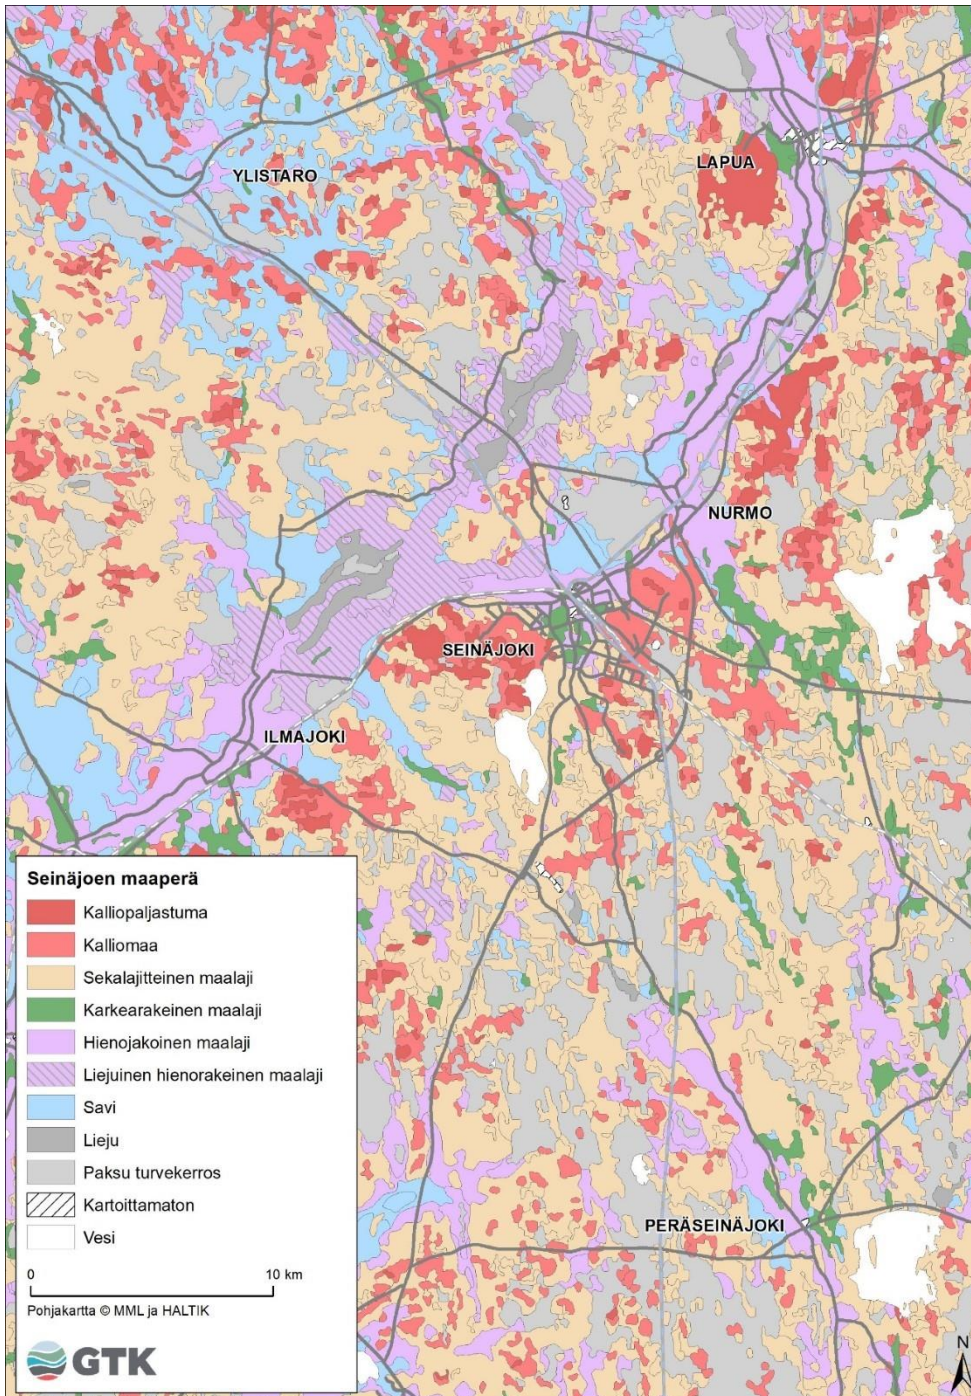 LAPUA
YLISTARO
NURMO
SEINÄJOKI
ILMAJOKI
Seinäjoen maaperä
Kalliopaljastuma
Kalliomaa
Sekalajitteinen maalaji
Karkearakeinen maalaji
Hienojakoinen maalaji
Liejuinen hienorakeinen maalaji
Savi
Lieju
Paksu turvekerros
Kartoittamaton
Vesi
0 10 km
Pohjakartta © MML ja HALTIK
GTK
PERÄSEINÄJOKI
N